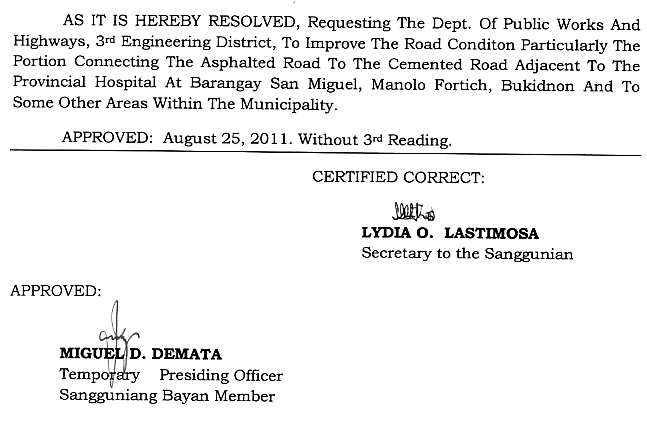 AS IT IS HEREBY RESOLVED, Requesting The Dept. Of Public Works And
Highways, 3rd Engineering District, To Improve The Road Conditon Particularly The
Portion Connecting The Asphalted Road To The Cemented Road Adjacent To The
Provincial Hospital At Barangay San Miguel, Manolo Fortich, Bukidnon And To
Some Other Areas Within The Municipality.
APPROVED: August 25, 2011. Without 3rd Reading.
CERTIFIED CORRECT:
LYDIA O. LASTIMOSA
Secretary to the Sanggunian
APPROVED:
MIGUEL D. DEMATA
Temporary Presiding Officer
Sangguniang Bayan Member